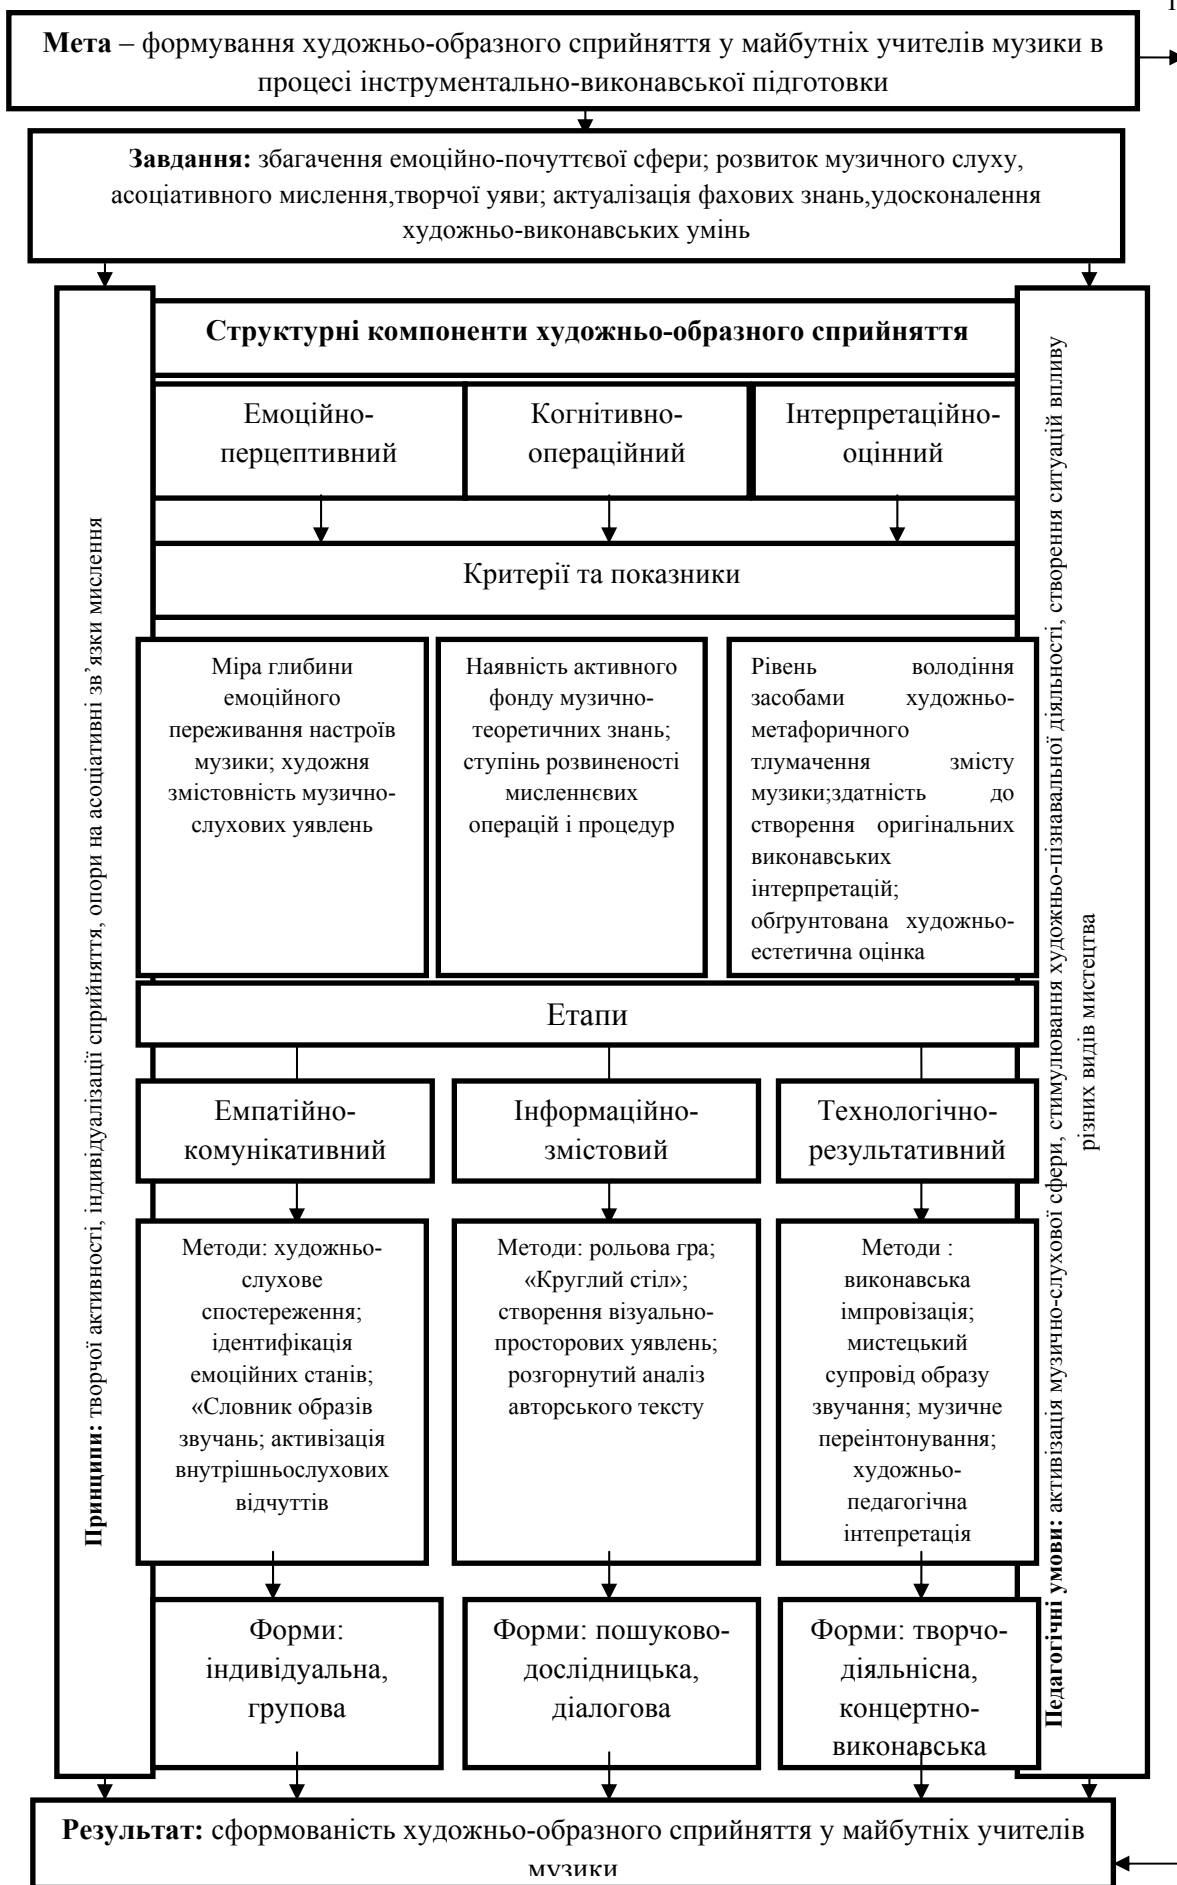 Мета – формування художньо-образного сприйняття у майбутніх учителів музики в
процесі інструментально-виконавської підготовки
Завдання: збагачення емоційно-почуттєвої сфери; розвиток музичного слуху,
асоціативного мислення,творчої уяви; актуалізація фахових знань,удосконалення
художньо-виконавських умінь
Принципи: творчої активності, індивідуалізації сприйняття, опори на асоціативні зв’язки мислення
Структурні компоненти художньо-образного сприйняття
Емоційно-
перцептивний
Когнітивно-
операційний
Інтерпретаційно-
оцінний
Критерії та показники
Міра глибини
емоційного
переживання настроїв
музики; художня
змістовність музично-
слухових уявлень
Наявність активного
фонду музично-
теоретичних знань;
ступінь розвиненості
мисленнєвих
операцій і процедур
Рівень володіння
засобами художньо-
метафоричного
тлумачення змісту
музики;здатність до
створення оригінальних
виконавських
інтерпретацій;
обґрунтована художньо-
естетична оцінка
Етапи
Емпатійно-
комунікативний
Інформаційно-
змістовий
Технологічно-
результативний
Методи: художньо-
слухове
спостереження;
ідентифікація
емоційних станів;
«Словник образів
звучань; активізація
внутрішньослухових
відчуттів
Методи: рольова гра;
«Круглий стіл»;
створення візуально-
просторових уявлень;
розгорнутий аналіз
авторського тексту
Методи :
виконавська
імпровізація;
мистецький
супровід образу
звучання; музичне
переінтонування;
художньо-
педагогічна
інтепретація
Форми:
індивідуальна,
групова
Форми: пошуково-
дослідницька,
діалогова
Форми: творчо-
діяльнісна,
концертно-
виконавська
Педагогічні умови: активізація музично-слухової сфери, стимулювання художньо-пізнавальної діяльності, створення ситуацій впливу
різних видів мистецтва
Результат: сформованість художньо-образного сприйняття у майбутніх учителів
музики